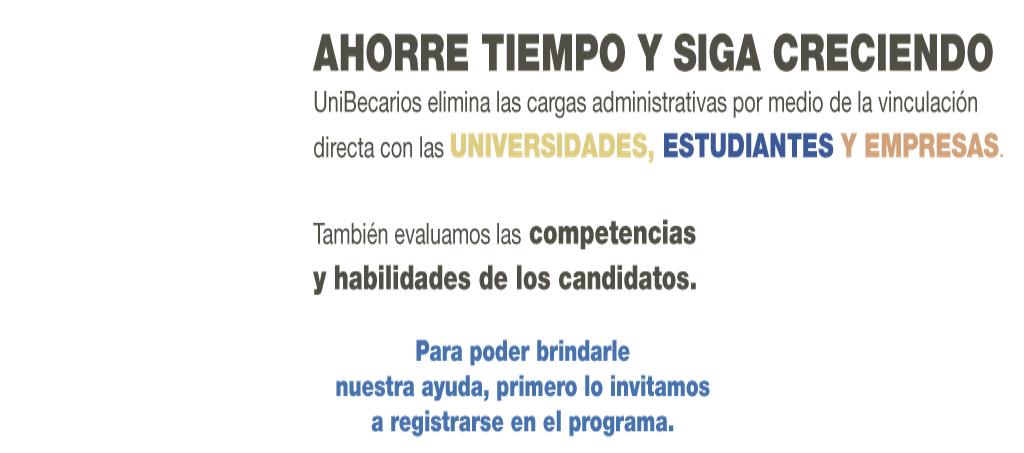 AHORRE TIEMPO Y SIGA CRECIENDO
UniBecarios elimina las cargas administrativas por medio de la vinculación
directa con las UNIVERSIDADES, ESTUDIANTES Y EMPRESAS.
También evaluamos las competencias
y habilidades de los candidatos.
Para poder brindarle
nuestra ayuda, primero lo invitamos
a registrarse en el programa.